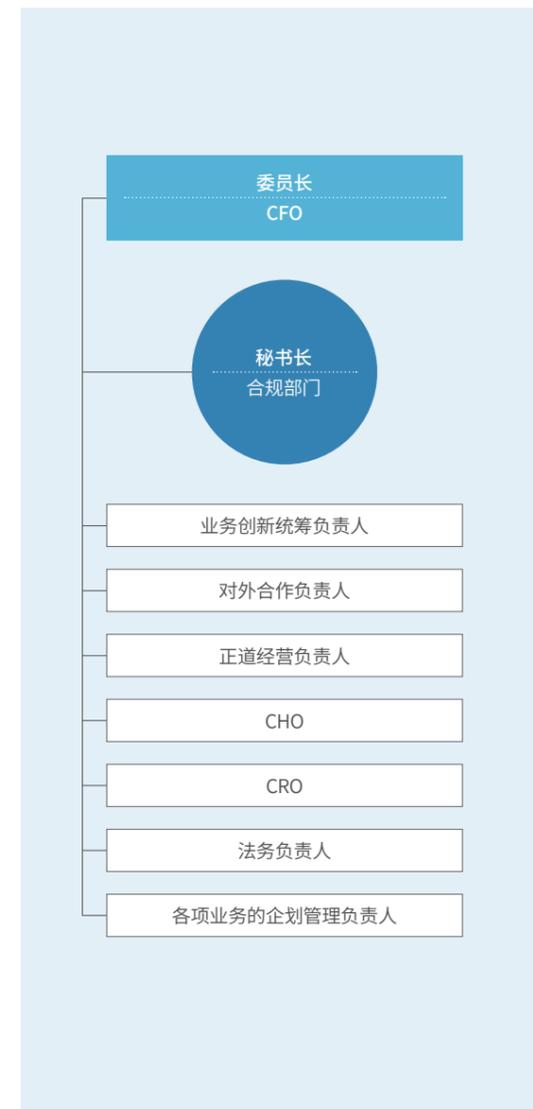 委员长
CFO
秘书长
合规部门
业务创新统筹负责人
对外合作负责人
正道经营负责人
CHO
CRO
法务负责人
各项业务的企划管理负责人